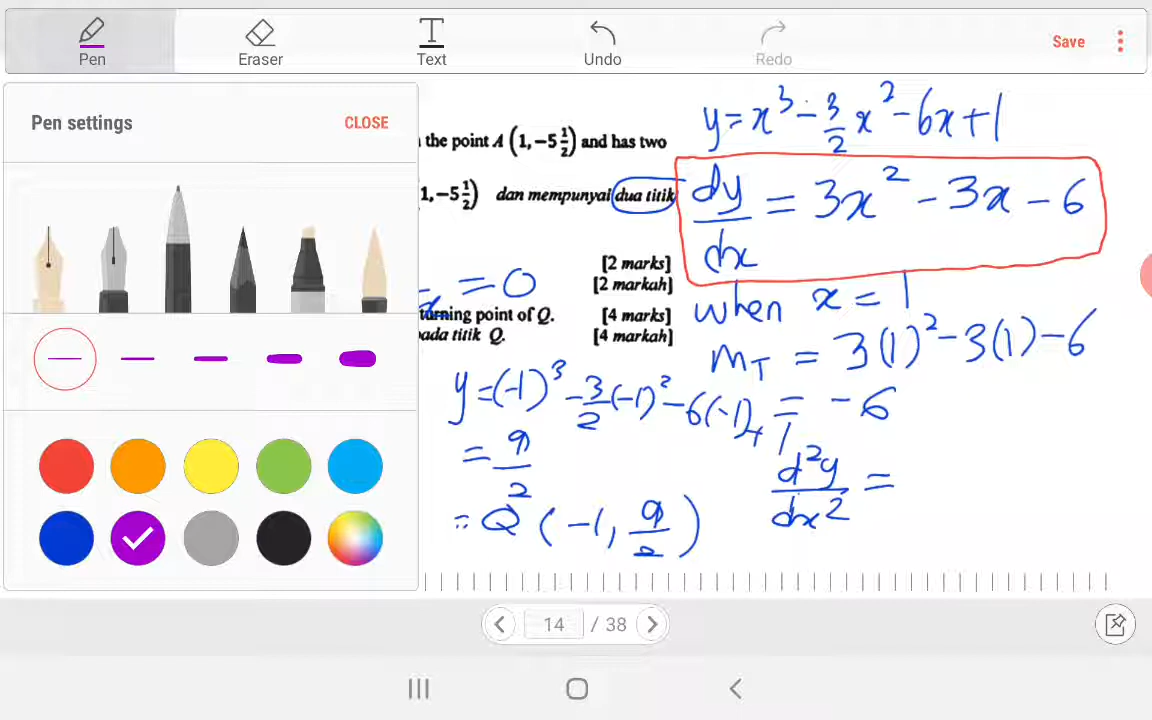 Pen Eraser Text Undo Redo Save
Pen settings CLOSE
the point A (1, −5 1/2) and has two
1, −5 1/2) dan mempunyai dua titik
[2 marks]
[2 markah]
turning point of Q. [4 marks]
pada titik Q. [4 markah]
= 0
y = (-1)³ - 3/2 (-1)² - 6(-1) + 1
= 9/2
= Q (-1, 9/2)
y = x³ - 3/2 x² - 6x + 1
dy/dx = 3x² - 3x - 6
when x = 1
m_T = 3(1)² - 3(1) - 6
= -6
d²y/dx² =
14 / 38